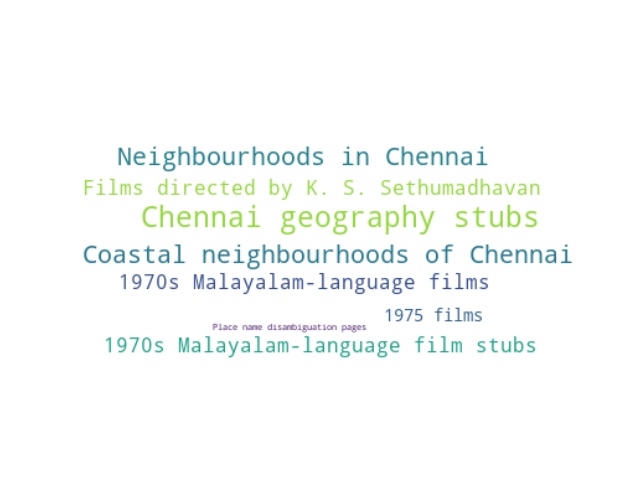 Neighbourhoods in Chennai
Films directed by K. S. Sethumadhavan
Chennai geography stubs
Coastal neighbourhoods of Chennai
1970s Malayalam-language films
1975 films
Place name disambiguation pages
1970s Malayalam-language film stubs